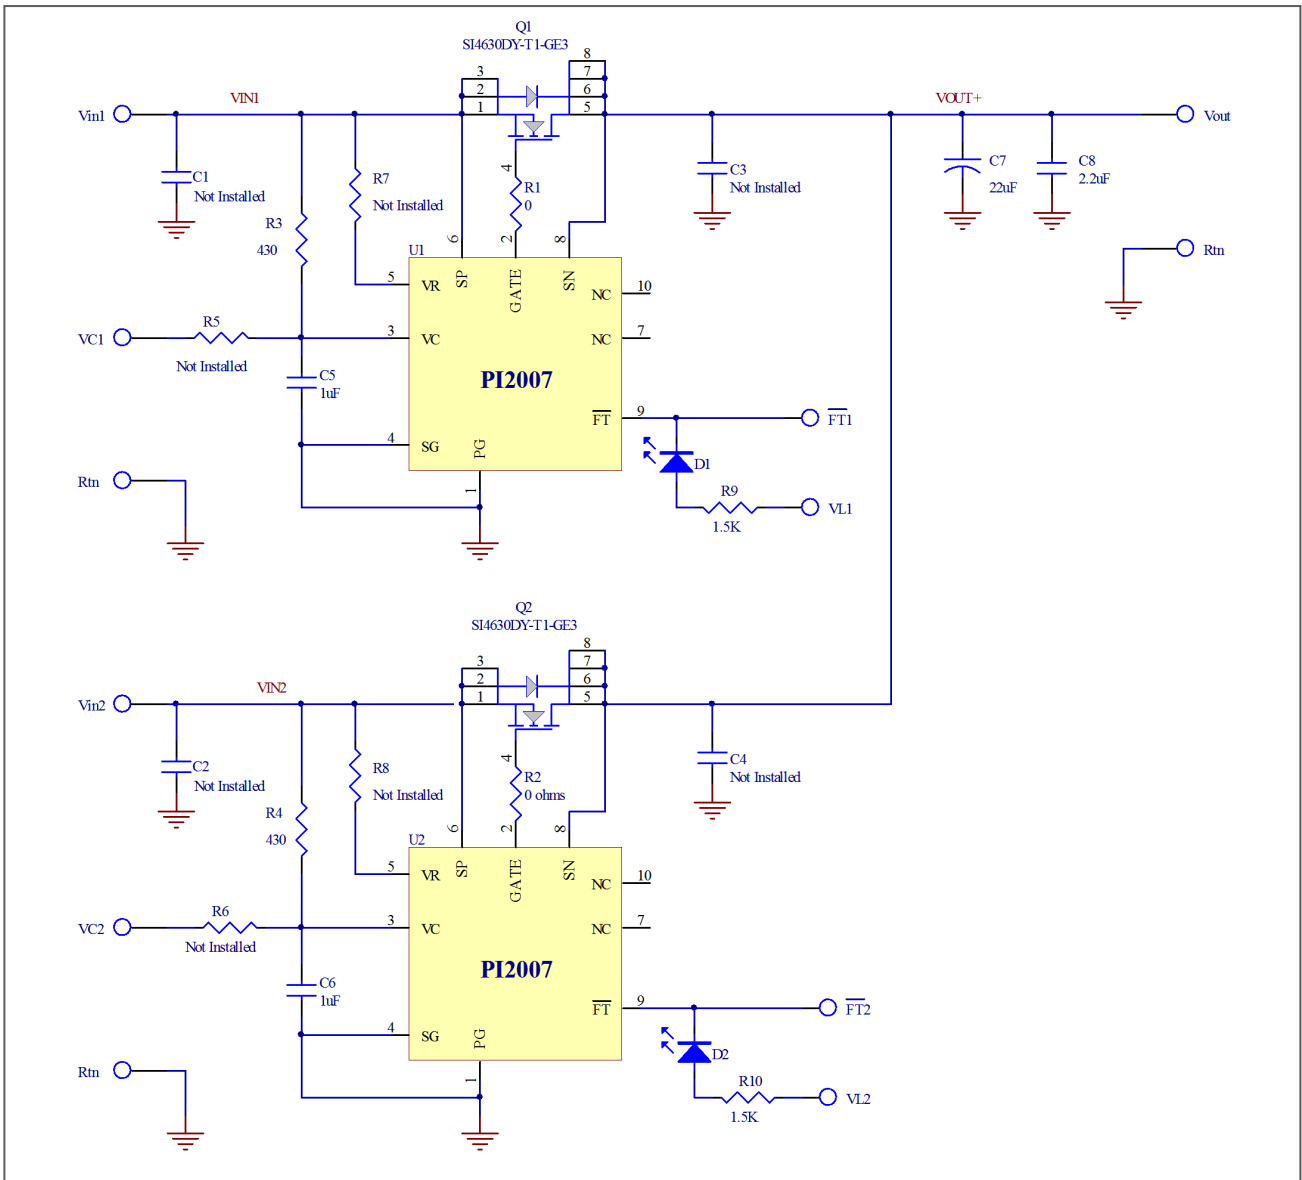 Q1
SI4630DY-T1-GE3
8
3 7
2 6
1 5
Vin1 VIN1 VOUT+ Vout
C1
Not Installed
R7
Not Installed
4
R1
0
C3
Not Installed
C7
22uF
C8
2.2uF
R3
430
Rtn
6 2 8
U1
SP GATE SN
5 VR
NC 10
VC1
R5
Not Installed
3 VC
NC 7
C5
1uF
PI2007
FT 9 FT1
4 SG
PG
1
D1
R9
1.5K
VL1
Rtn
Q2
SI4630DY-T1-GE3
8
3 7
2 6
1 5
Vin2 VIN2
C2
Not Installed
R8
Not Installed
4
R2
0 ohms
C4
Not Installed
R4
430
6 2 8
U2
SP GATE SN
5 VR
NC 10
VC2
R6
Not Installed
3 VC
NC 7
C6
1uF
PI2007
FT 9 FT2
4 SG
PG
1
D2
R10
1.5K
VL2
Rtn